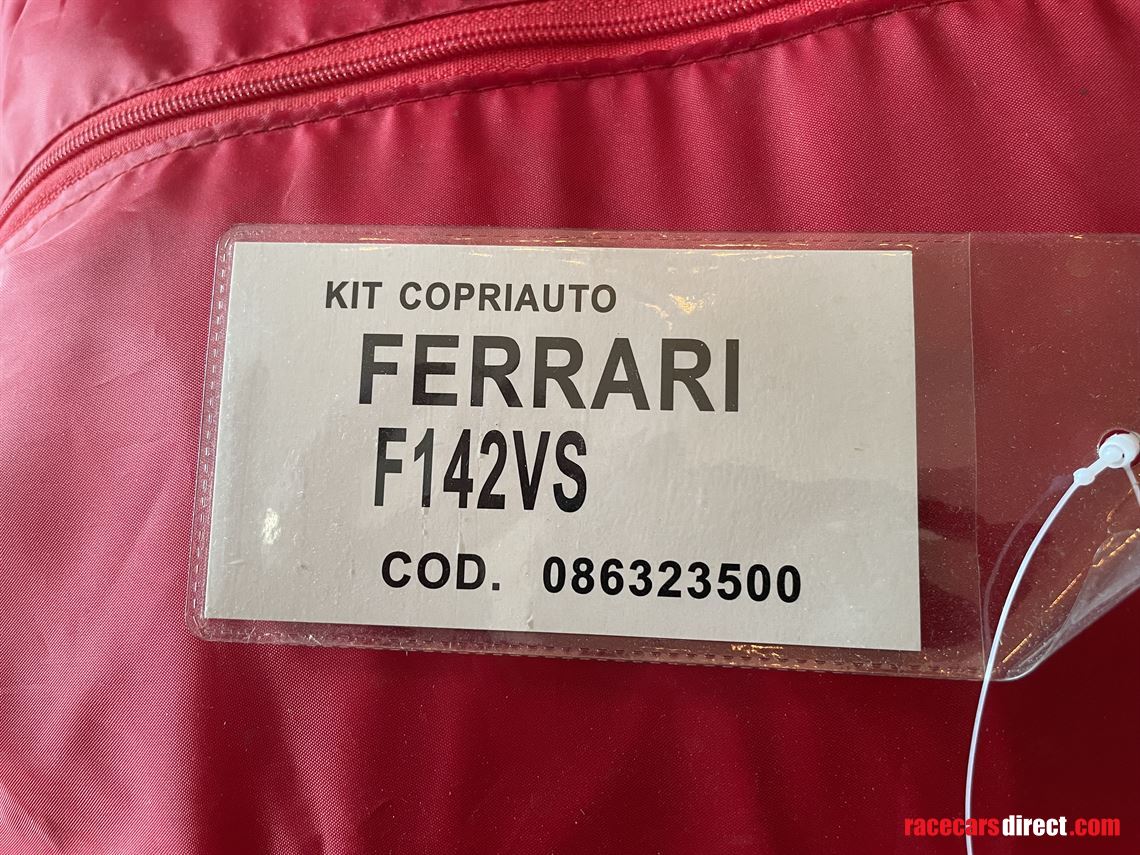 KIT COPRIAUTO
FERRARI
F142VS
COD. 086323500
racecarsdirect.com